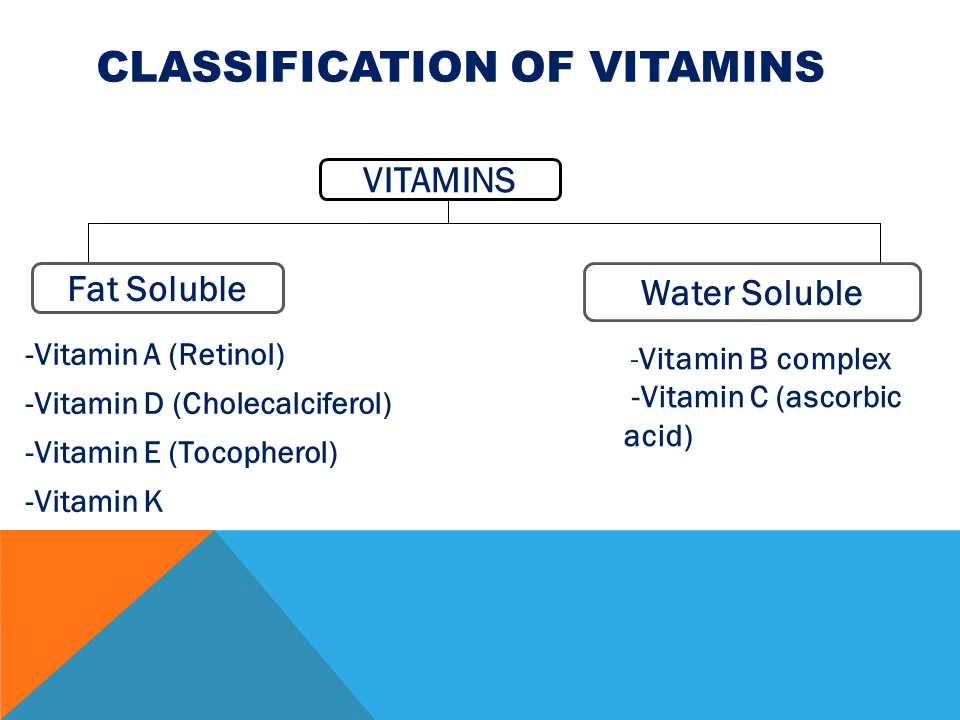 CLASSIFICATION OF VITAMINS
VITAMINS
Fat Soluble
-Vitamin A (Retinol)
-Vitamin D (Cholecalciferol)
-Vitamin E (Tocopherol)
-Vitamin K
Water Soluble
-Vitamin B complex
-Vitamin C (ascorbic
acid)